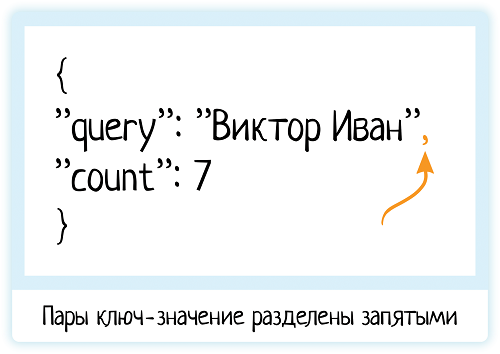 {
”query”: ”Виктор Иван”,
”count”: 7
}
Пары ключ-значение разделены запятыми